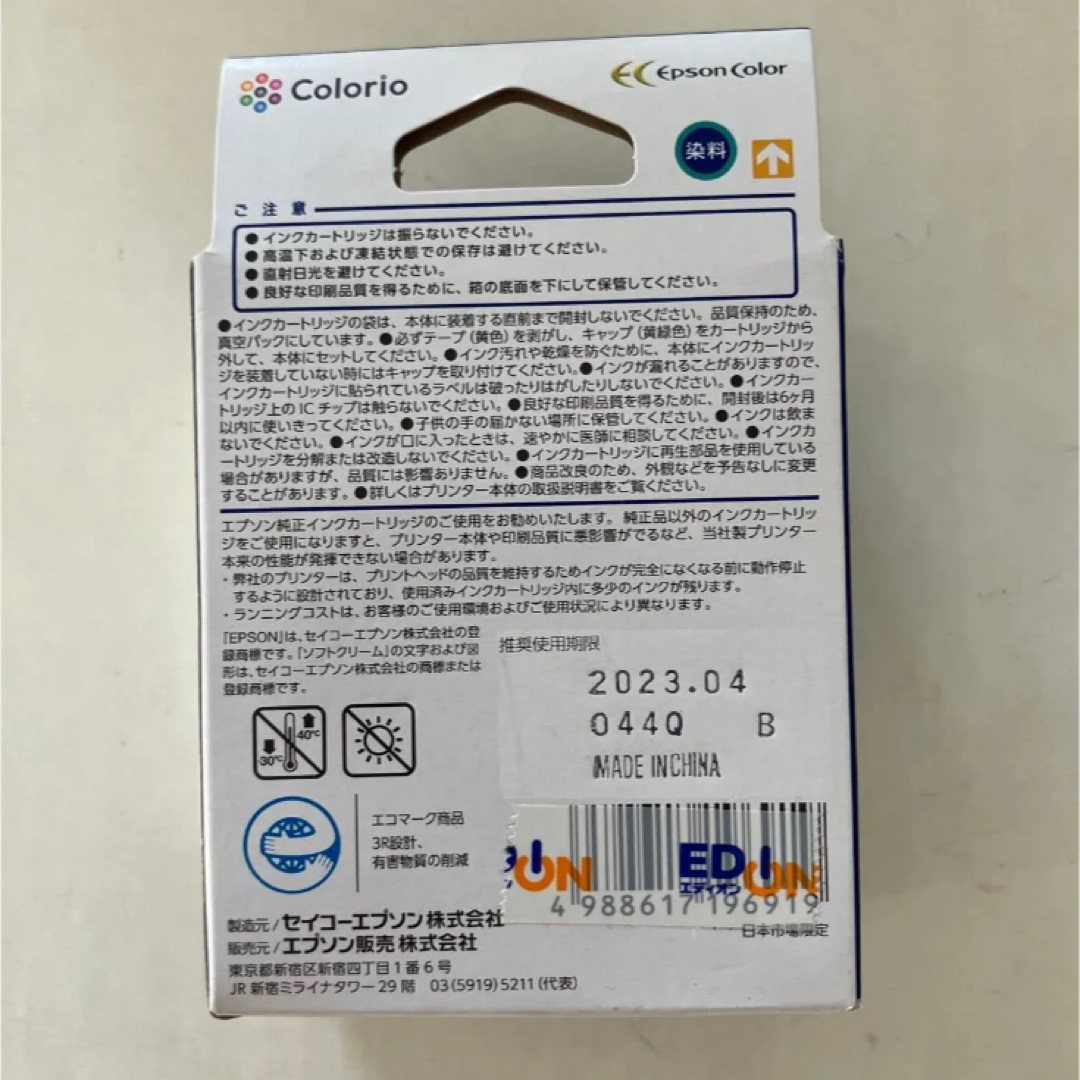 Colorio
EC Epson Color
染料
ご注意
●インクカートリッジは振らないでください。
●高温下および凍結状態での保存は避けてください。
●直射日光を避けてください。
●良好な印刷品質を得るために、箱の底面を下にして保管してください。
●インクカートリッジの袋は、本体に装着する直前まで開封しないでください。品質保持のため、
真空パックにしています。●必ずテープ（黄色）を剥がし、キャップ（黄緑色）をカートリッジから
外して、本体にセットしてください。●インク汚れや乾燥を防ぐために、本体にインクカートリッ
ジを装着していない時にはキャップを取り付けてください。●インクが漏れることがありますので、
インクカートリッジに貼られているラベルは破ったりはがしたりしないでください。●インクカー
トリッジ上のICチップは触らないでください。●良好な印刷品質を得るために、開封後は6ヶ月
以内に使いきってください。●子供の手の届かない場所に保管してください。●インクは飲ま
ないでください。●インクが口に入ったときは、速やかに医師に相談してください。●インクカ
ートリッジを分解または改造しないでください。●インクカートリッジに再生部品を使用している
場合がありますが、品質には影響ありません。●商品改良のため、外観などを予告なしに変更
することがあります。●詳しくはプリンター本体の取扱説明書をご覧ください。
エプソン純正インクカートリッジのご使用をお勧めいたします。純正品以外のインクカートリッ
ジをご使用になりますと、プリンター本体や印刷品質に悪影響がでるなど、当社製プリンター
本来の性能が発揮できない場合があります。
・弊社のプリンターは、プリントヘッドの品質を維持するためインクが完全になくなる前に動作停止
するように設計されており、使用済みインクカートリッジ内に多少のインクが残ります。
・ランニングコストは、お客様のご使用環境およびご使用状況により異なります。
「EPSON」は、セイコーエプソン株式会社の登
録商標です。「ソフトクリーム」の文字および図
形は、セイコーエプソン株式会社の商標または
登録商標です。
推奨使用期限
2023.04
044Q B
MADE IN CHINA
40℃
-30℃
エコマーク商品
3R設計、
有害物質の削減
ON
EDION
エディオン
4 988617 196919
日本市場限定
製造元/セイコーエプソン株式会社
販売元/エプソン販売株式会社
東京都新宿区新宿四丁目1番6号
JR新宿ミライナタワー29階 03(5919)5211(代表)